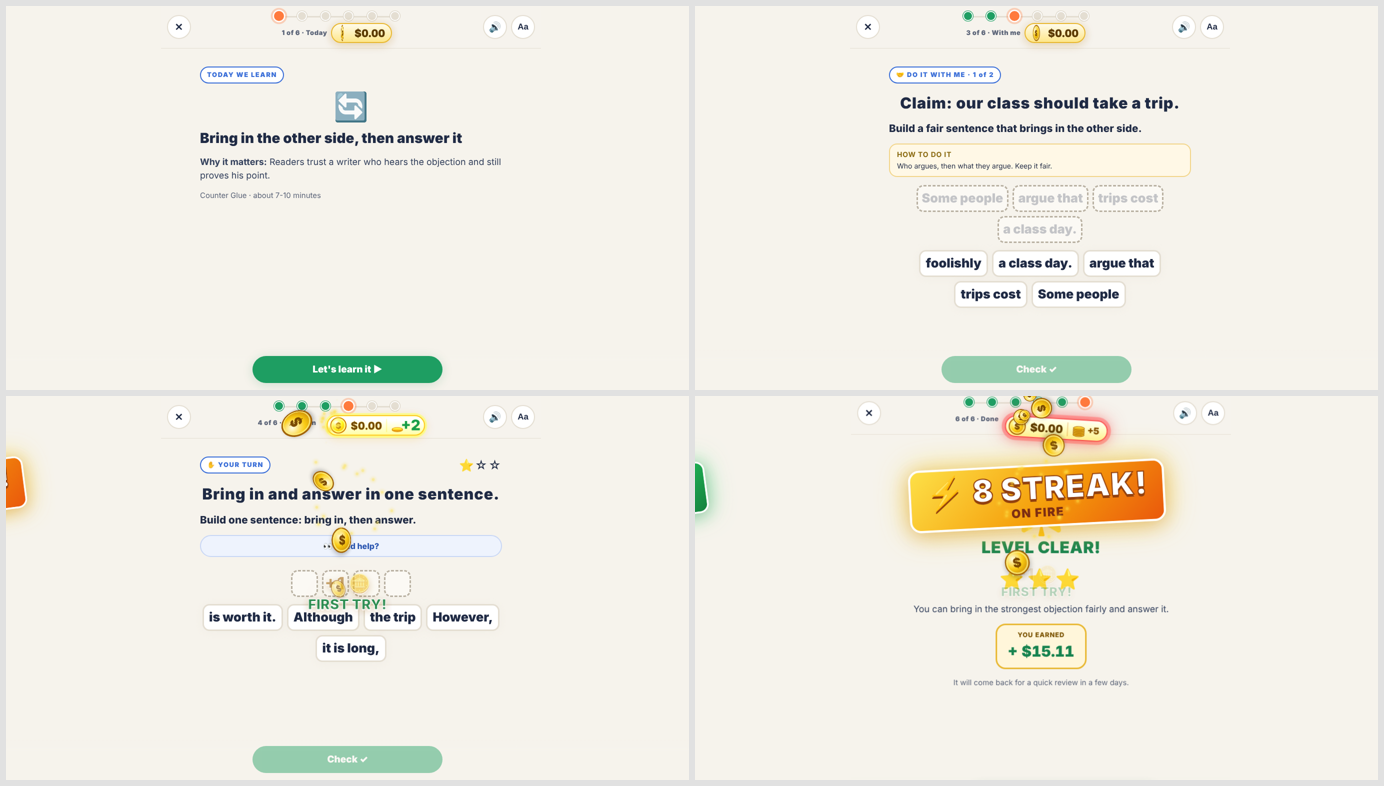 1 of 6 · Today
$0.00
Aa
TODAY WE LEARN
Bring in the other side, then answer it
Why it matters: Readers trust a writer who hears the objection and still
proves his point.
Counter Glue · about 7-10 minutes
Let's learn it ▶
3 of 6 · With me
$0.00
Aa
DO IT WITH ME · 1 of 2
Claim: our class should take a trip.
Build a fair sentence that brings in the other side.
HOW TO DO IT
Who argues, then what they argue. Keep it fair.
Some people argue that trips cost
a class day.
foolishly a class day. argue that
trips cost Some people
Check ✓
4 of 6
$0.00 +2
Aa
YOUR TURN
Bring in and answer in one sentence.
Build one sentence: bring in, then answer.
help?
FIRST TRY!
is worth it. Although the trip However,
it is long,
Check ✓
6 of 6 · Done
$0.00 +5
Aa
8 STREAK!
ON FIRE
LEVEL CLEAR!
FIRST TRY!
You can bring in the strongest objection fairly and answer it.
YOU EARNED
+ $15.11
It will come back for a quick review in a few days.